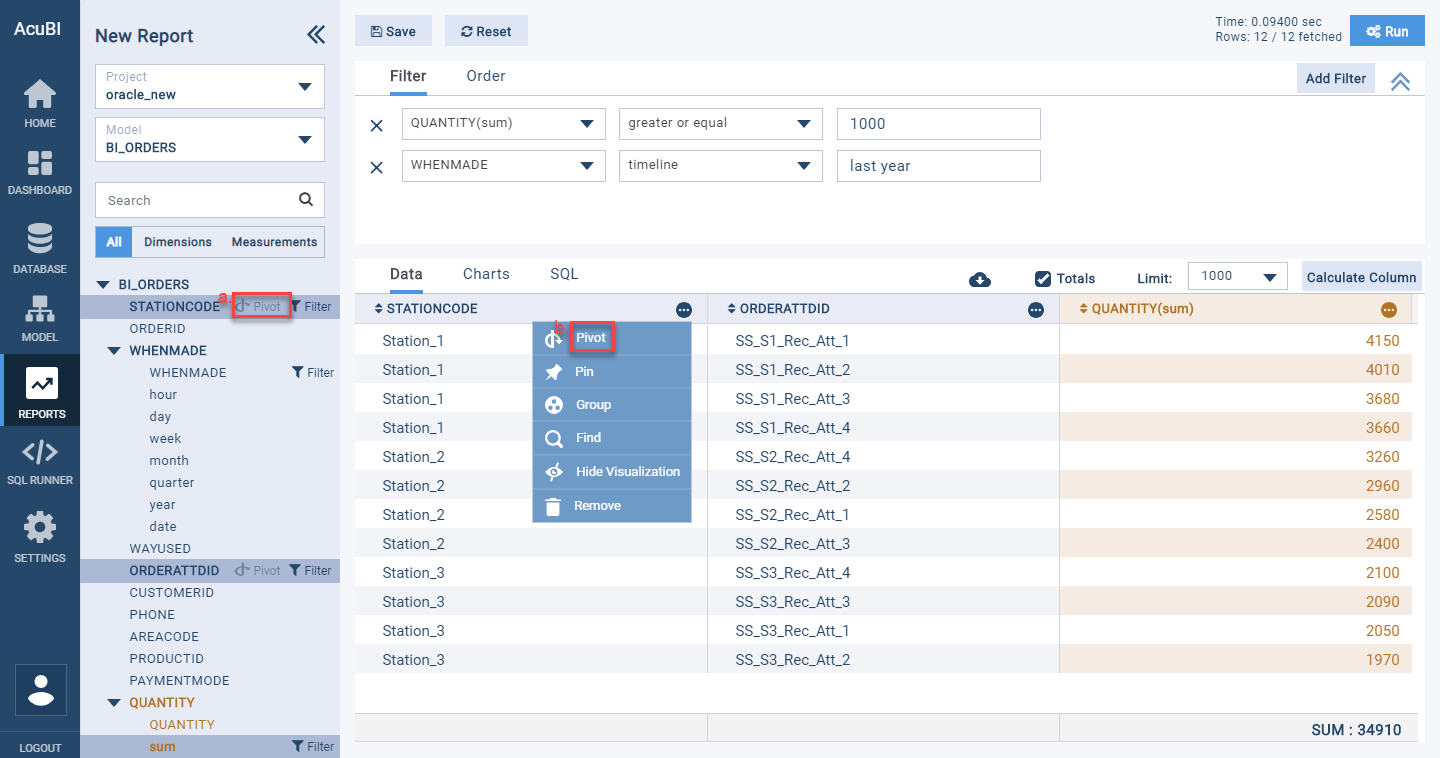 AcuBI
HOME
DASHBOARD
DATABASE
MODEL
REPORTS
SQL RUNNER
SETTINGS
LOGOUT
New Report
Project
oracle_new
Model
BI_ORDERS
Search
All Dimensions Measurements
BI_ORDERS
STATIONCODE a. Pivot Filter
ORDERID
WHENMADE
WHENMADE Filter
hour
day
week
month
quarter
year
date
WAYUSED
ORDERATTDID Pivot Filter
CUSTOMERID
PHONE
AREACODE
PRODUCTID
PAYMENTMODE
QUANTITY
QUANTITY
sum Filter
Save Reset
Time: 0.09400 sec
Rows: 12 / 12 fetched
Run
Filter Order Add Filter
QUANTITY(sum) greater or equal 1000
WHENMADE timeline last year
Data Charts SQL Totals Limit: 1000 Calculate Column
STATIONCODE ORDERATTDID QUANTITY(sum)
Station_1 SS_S1_Rec_Att_1 4150
Station_1 SS_S1_Rec_Att_2 4010
Station_1 SS_S1_Rec_Att_3 3680
Station_1 SS_S1_Rec_Att_4 3660
Station_2 SS_S2_Rec_Att_4 3260
Station_2 SS_S2_Rec_Att_2 2960
Station_2 SS_S2_Rec_Att_1 2580
Station_2 SS_S2_Rec_Att_3 2400
Station_3 SS_S3_Rec_Att_4 2100
Station_3 SS_S3_Rec_Att_3 2090
Station_3 SS_S3_Rec_Att_1 2050
Station_3 SS_S3_Rec_Att_2 1970
b. Pivot
Pin
Group
Find
Hide Visualization
Remove
SUM : 34910